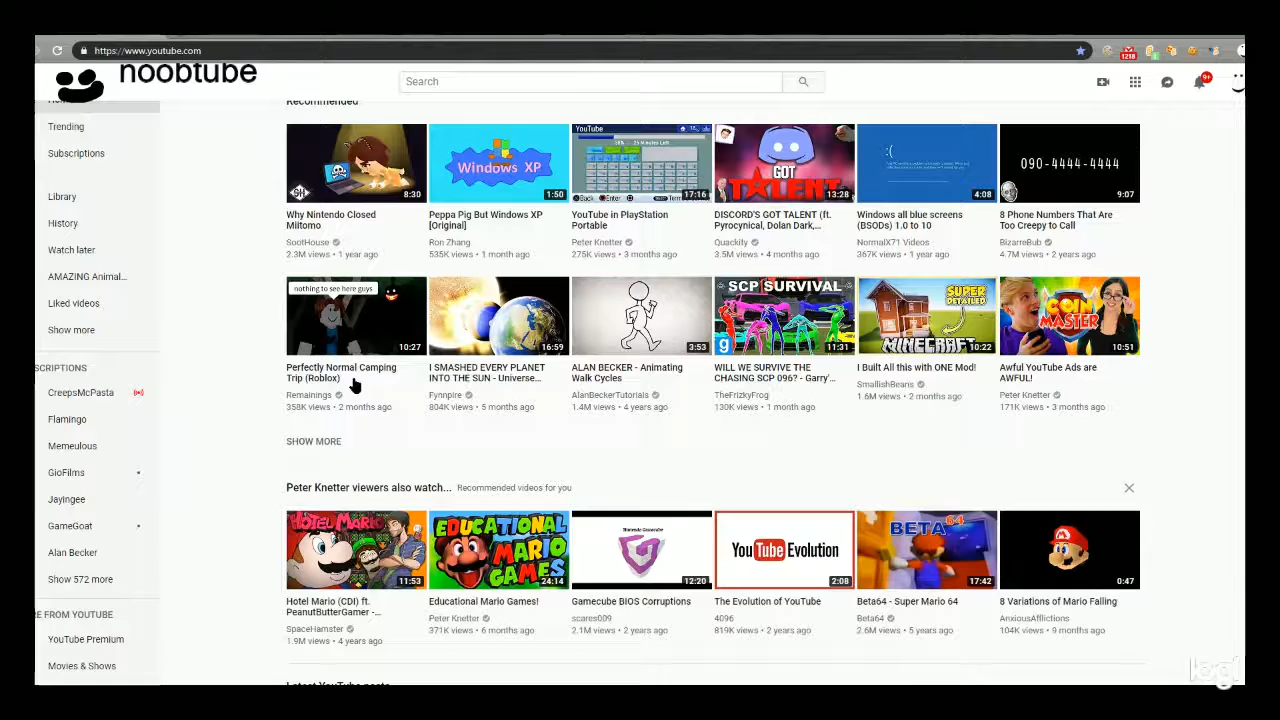 https://www.youtube.com
noobtube
Search
1218
9+
Trending
Subscriptions
Library
History
Watch later
AMAZING Animal...
Liked videos
Show more
SCRIPTIONS
CreepsMcPasta
Flamingo
Memeulous
GioFilms
Jayingee
GameGoat
Alan Becker
Show 572 more
RE FROM YOUTUBE
YouTube Premium
Movies & Shows
Recommended
8:30
Windows XP
1:50
YouTube
17:16
GOT
TALENT
13:28
:(
4:08
090-4444-4444
9:07
Why Nintendo Closed
Miitomo
SootHouse
2.3M views • 1 year ago
Peppa Pig But Windows XP
[Original]
Ron Zhang
535K views • 1 month ago
YouTube in PlayStation
Portable
Peter Knetter
275K views • 3 months ago
DISCORD'S GOT TALENT (ft.
Pyrocynical, Dolan Dark,...
Quackity
3.5M views • 4 months ago
Windows all blue screens
(BSODs) 1.0 to 10
NormalX71 Videos
367K views • 1 year ago
8 Phone Numbers That Are
Too Creepy to Call
BizarreBub
4.7M views • 2 years ago
nothing to see here guys
10:27
16:59
3:53
SCP SURVIVAL
11:31
SUPER
DETAILED
MINECRAFT
10:22
COIN
MASTER
10:51
Perfectly Normal Camping
Trip (Roblox)
Remainings
358K views • 2 months ago
I SMASHED EVERY PLANET
INTO THE SUN - Universe...
Fynnpire
804K views • 5 months ago
ALAN BECKER - Animating
Walk Cycles
AlanBeckerTutorials
1.4M views • 4 years ago
WILL WE SURVIVE THE
CHASING SCP 096? - Garry'...
TheFrizkyFrog
130K views • 1 month ago
I Built All this with ONE Mod!
SmallishBeans
1.6M views • 2 months ago
Awful YouTube Ads are
AWFUL!
Peter Knetter
171K views • 3 months ago
SHOW MORE
Peter Knetter viewers also watch... Recommended videos for you
HOTEL MARIO
11:53
EDUCATIONAL
MARIO
GAMES!
24:14
Nintendo Gamecube
12:20
YouTube Evolution
2:08
BETA 64
17:42
0:47
Hotel Mario (CDI) ft.
PeanutButterGamer -...
SpaceHamster
1.9M views • 4 years ago
Educational Mario Games!
Peter Knetter
371K views • 6 months ago
Gamecube BIOS Corruptions
scares009
2.1M views • 2 years ago
The Evolution of YouTube
4096
819K views • 2 years ago
Beta64 - Super Mario 64
Beta64
2.6M views • 5 years ago
8 Variations of Mario Falling
AnxiousAfflictions
104K views • 9 months ago
Latest YouTube posts
logi